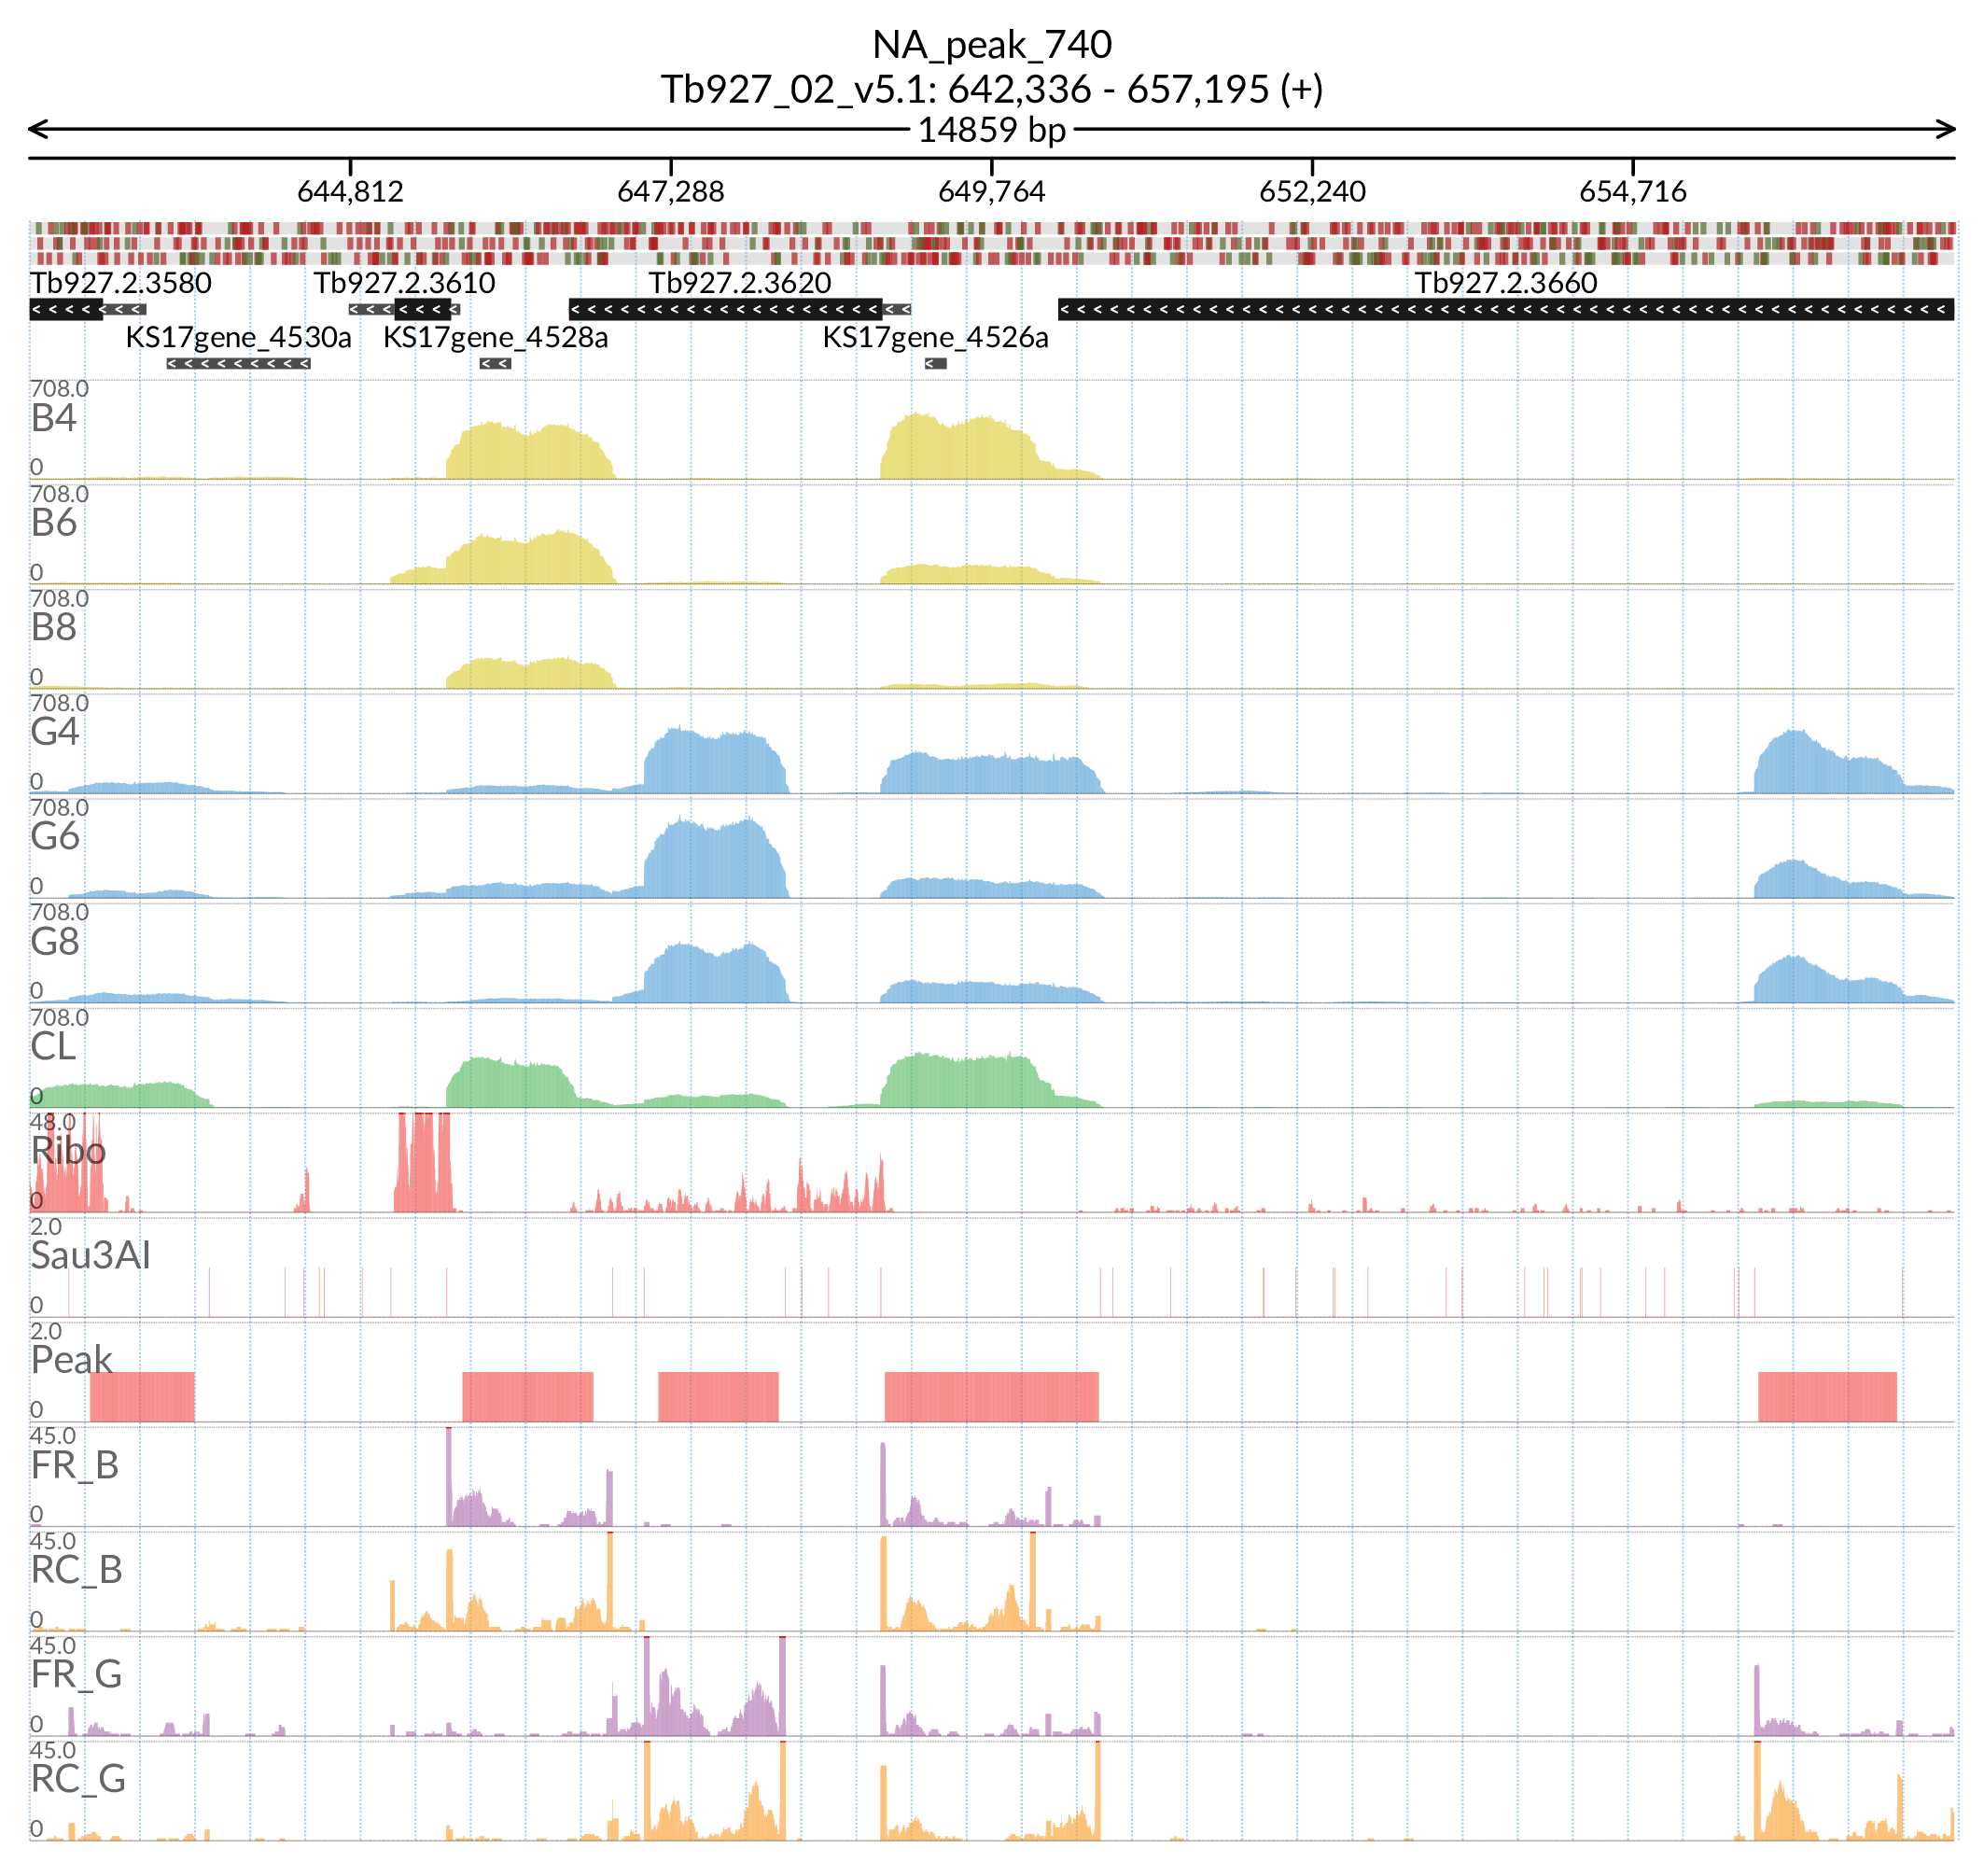 NA_peak_740
Tb927_02_v5.1: 642,336 - 657,195 (+)
14859 bp
644,812 647,288 649,764 652,240 654,716
Tb927.2.3580 Tb927.2.3610 Tb927.2.3620 Tb927.2.3660
KS17gene_4530a KS17gene_4528a KS17gene_4526a
708.0
B4
0
708.0
B6
0
708.0
B8
0
708.0
G4
0
708.0
G6
0
708.0
G8
0
708.0
CL
0
48.0
Ribo
0
2.0
Sau3AI
0
2.0
Peak
0
45.0
FR_B
0
45.0
RC_B
0
45.0
FR_G
0
45.0
RC_G
0